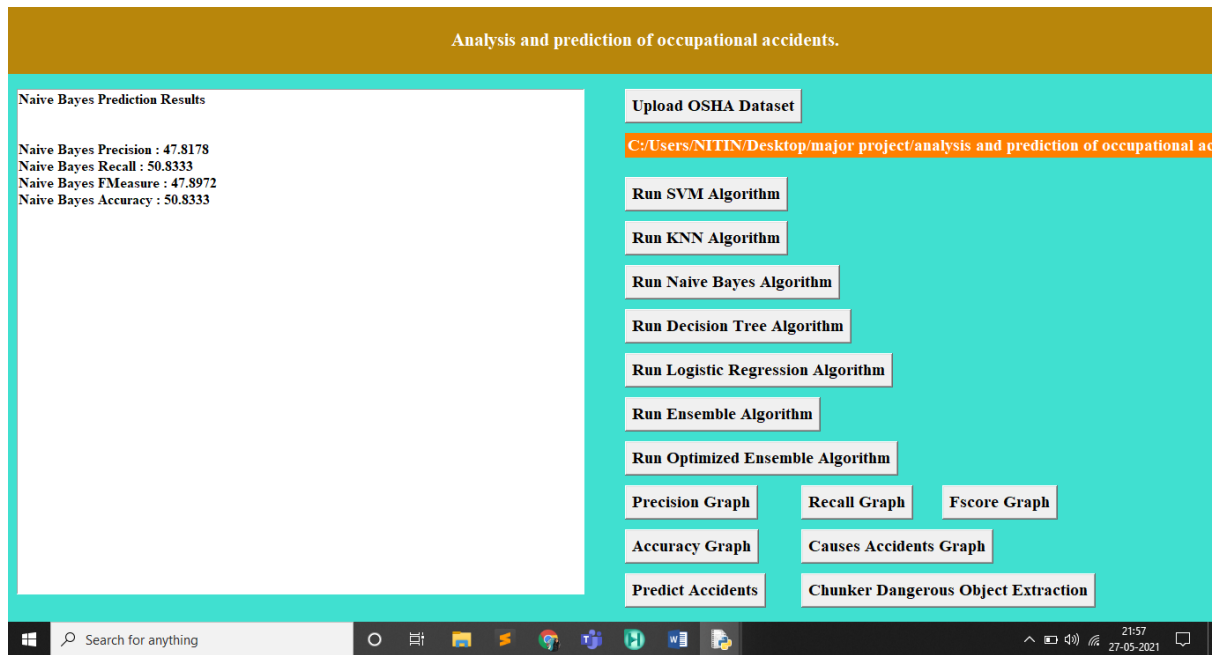 Analysis and prediction of occupational accidents.
Naive Bayes Prediction Results
Naive Bayes Precision : 47.8178
Naive Bayes Recall : 50.8333
Naive Bayes FMeasure : 47.8972
Naive Bayes Accuracy : 50.8333
Upload OSHA Dataset
C:/Users/NITIN/Desktop/major project/analysis and prediction of occupational ac
Run SVM Algorithm
Run KNN Algorithm
Run Naive Bayes Algorithm
Run Decision Tree Algorithm
Run Logistic Regression Algorithm
Run Ensemble Algorithm
Run Optimized Ensemble Algorithm
Precision Graph Recall Graph Fscore Graph
Accuracy Graph Causes Accidents Graph
Predict Accidents Chunker Dangerous Object Extraction
Search for anything
21:57
27-05-2021